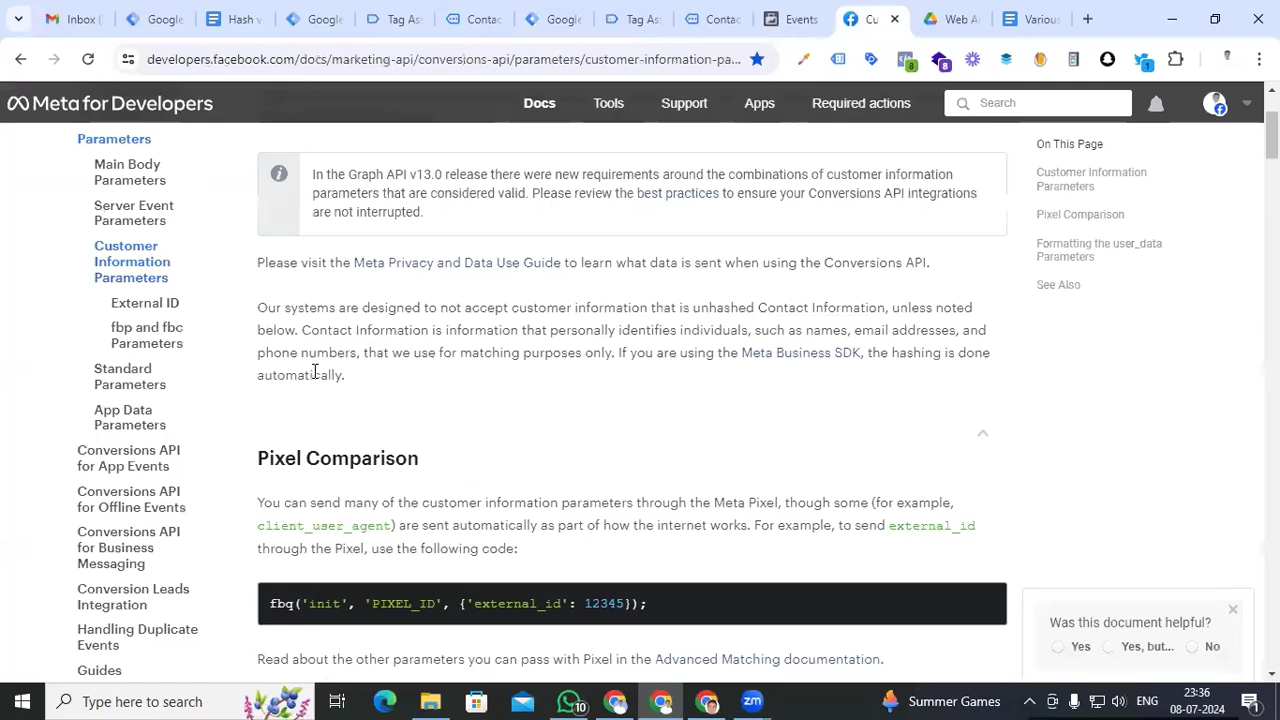 Inbox (
Google
Hash v
Google
Tag Ass
Contac
Google
Tag Ass
Contac
Events
Cu
Web A
Various
developers.facebook.com/docs/marketing-api/conversions-api/parameters/customer-information-pa...
8
8
1
Meta for Developers
Docs
Tools
Support
Apps
Required actions
Search
Parameters
Main Body
Parameters
Server Event
Parameters
Customer
Information
Parameters
External ID
fbp and fbc
Parameters
Standard
Parameters
App Data
Parameters
Conversions API
for App Events
Conversions API
for Offline Events
Conversions API
for Business
Messaging
Conversion Leads
Integration
Handling Duplicate
Events
Guides
In the Graph API v13.0 release there were new requirements around the combinations of customer information
parameters that are considered valid. Please review the best practices to ensure your Conversions API integrations
are not interrupted.
Please visit the Meta Privacy and Data Use Guide to learn what data is sent when using the Conversions API.
Our systems are designed to not accept customer information that is unhashed Contact Information, unless noted
below. Contact Information is information that personally identifies individuals, such as names, email addresses, and
phone numbers, that we use for matching purposes only. If you are using the Meta Business SDK, the hashing is done
automatically.
Pixel Comparison
You can send many of the customer information parameters through the Meta Pixel, though some (for example,
client_user_agent) are sent automatically as part of how the internet works. For example, to send external_id
through the Pixel, use the following code:
fbq('init', 'PIXEL_ID', {'external_id': 12345});
Read about the other parameters you can pass with Pixel in the Advanced Matching documentation.
On This Page
Customer Information
Parameters
Pixel Comparison
Formatting the user_data
Parameters
See Also
Was this document helpful?
Yes
Yes, but...
No
Type here to search
10
Summer Games
ENG
23:36
08-07-2024
1